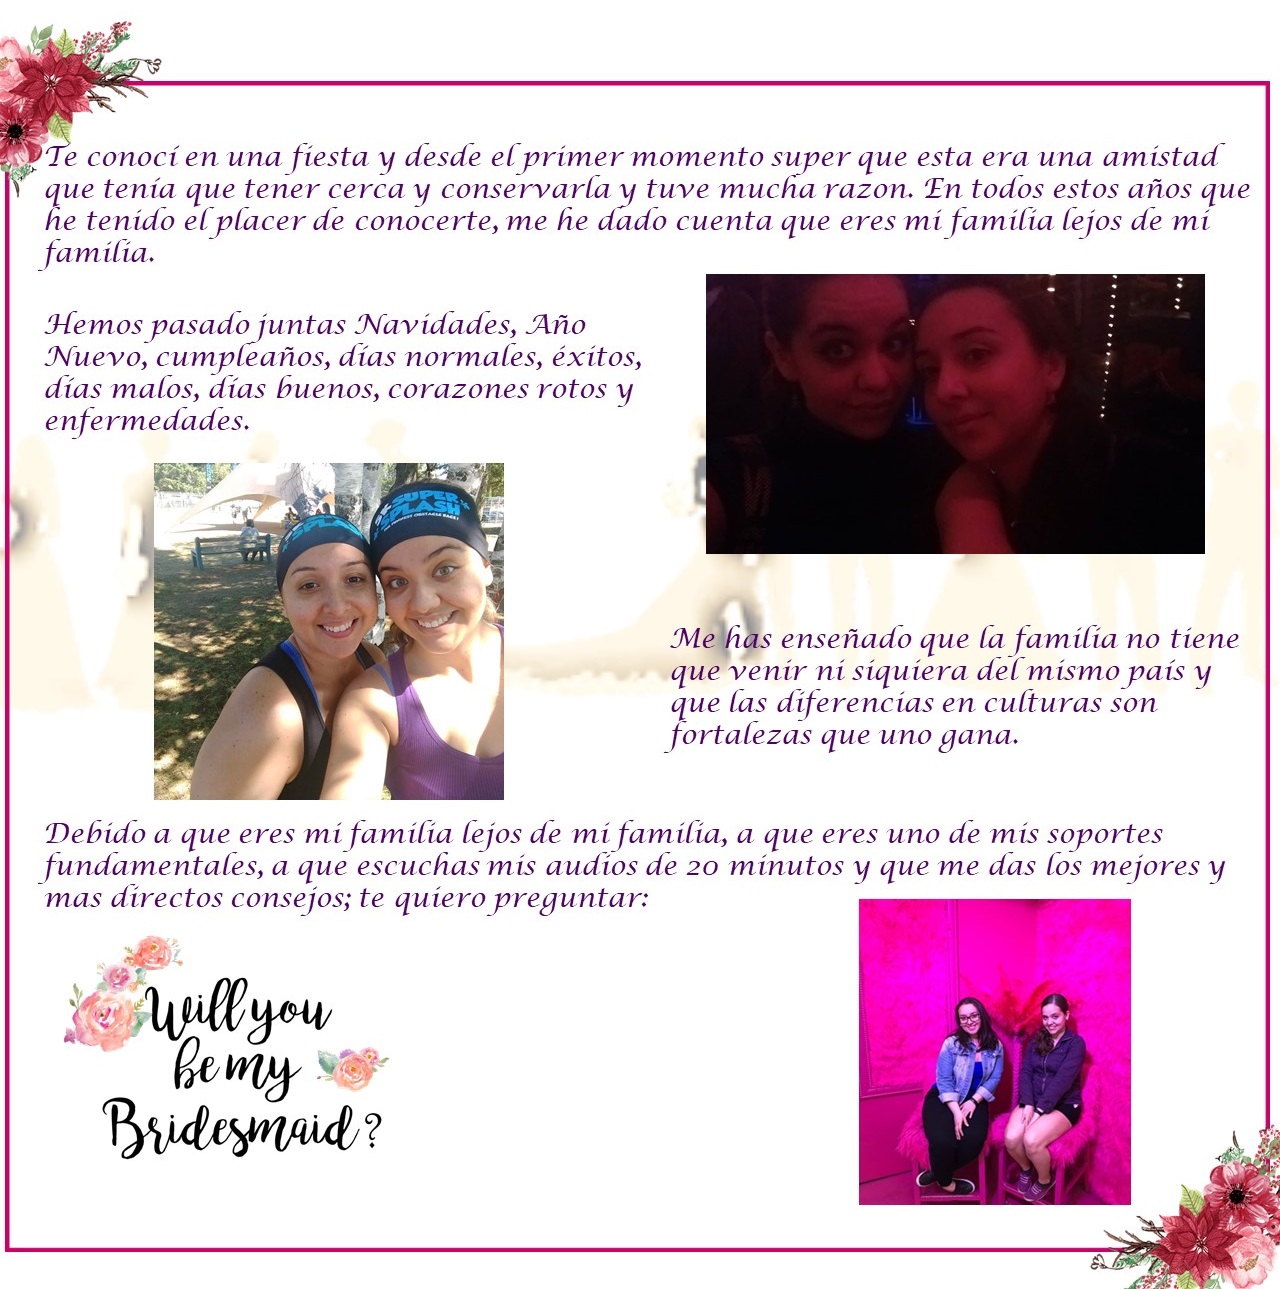 Te conocí en una fiesta y desde el primer momento super que esta era una amistad
que tenía que tener cerca y conservarla y tuve mucha razon. En todos estos años que
he tenido el placer de conocerte, me he dado cuenta que eres mi familia lejos de mi
familia.
Hemos pasado juntas Navidades, Año
Nuevo, cumpleaños, días normales, éxitos,
días malos, días buenos, corazones rotos y
enfermedades.
SUPER
SPLASH
SPLASH
Me has enseñado que la familia no tiene
que venir ni siquiera del mismo país y
que las diferencias en culturas son
fortalezas que uno gana.
Debido a que eres mi familia lejos de mi familia, a que eres uno de mis soportes
fundamentales, a que escuchas mis audios de 20 minutos y que me das los mejores y
mas directos consejos; te quiero preguntar:
Will you
be my
Bridesmaid?